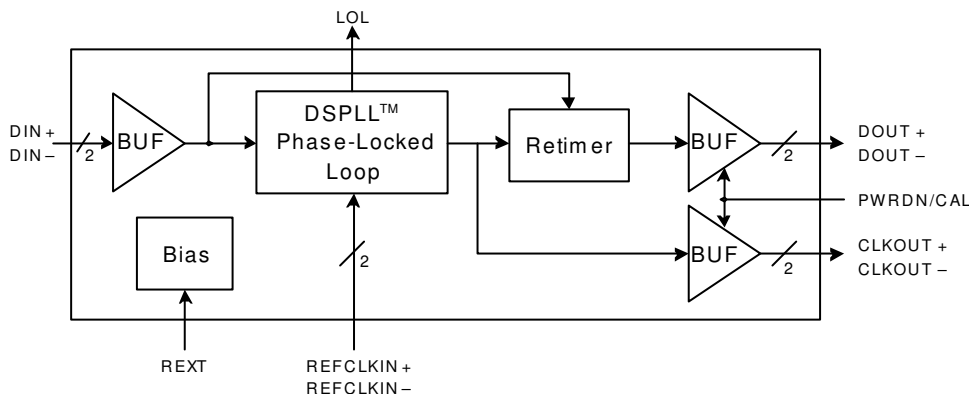 LOL
DIN+
DIN–
2
BUF
DSPLL™
Phase-Locked
Loop
Retimer
BUF
2
DOUT+
DOUT–
PWRDN/CAL
Bias
2
BUF
2
CLKOUT+
CLKOUT–
REXT
REFCLKIN+
REFCLKIN–